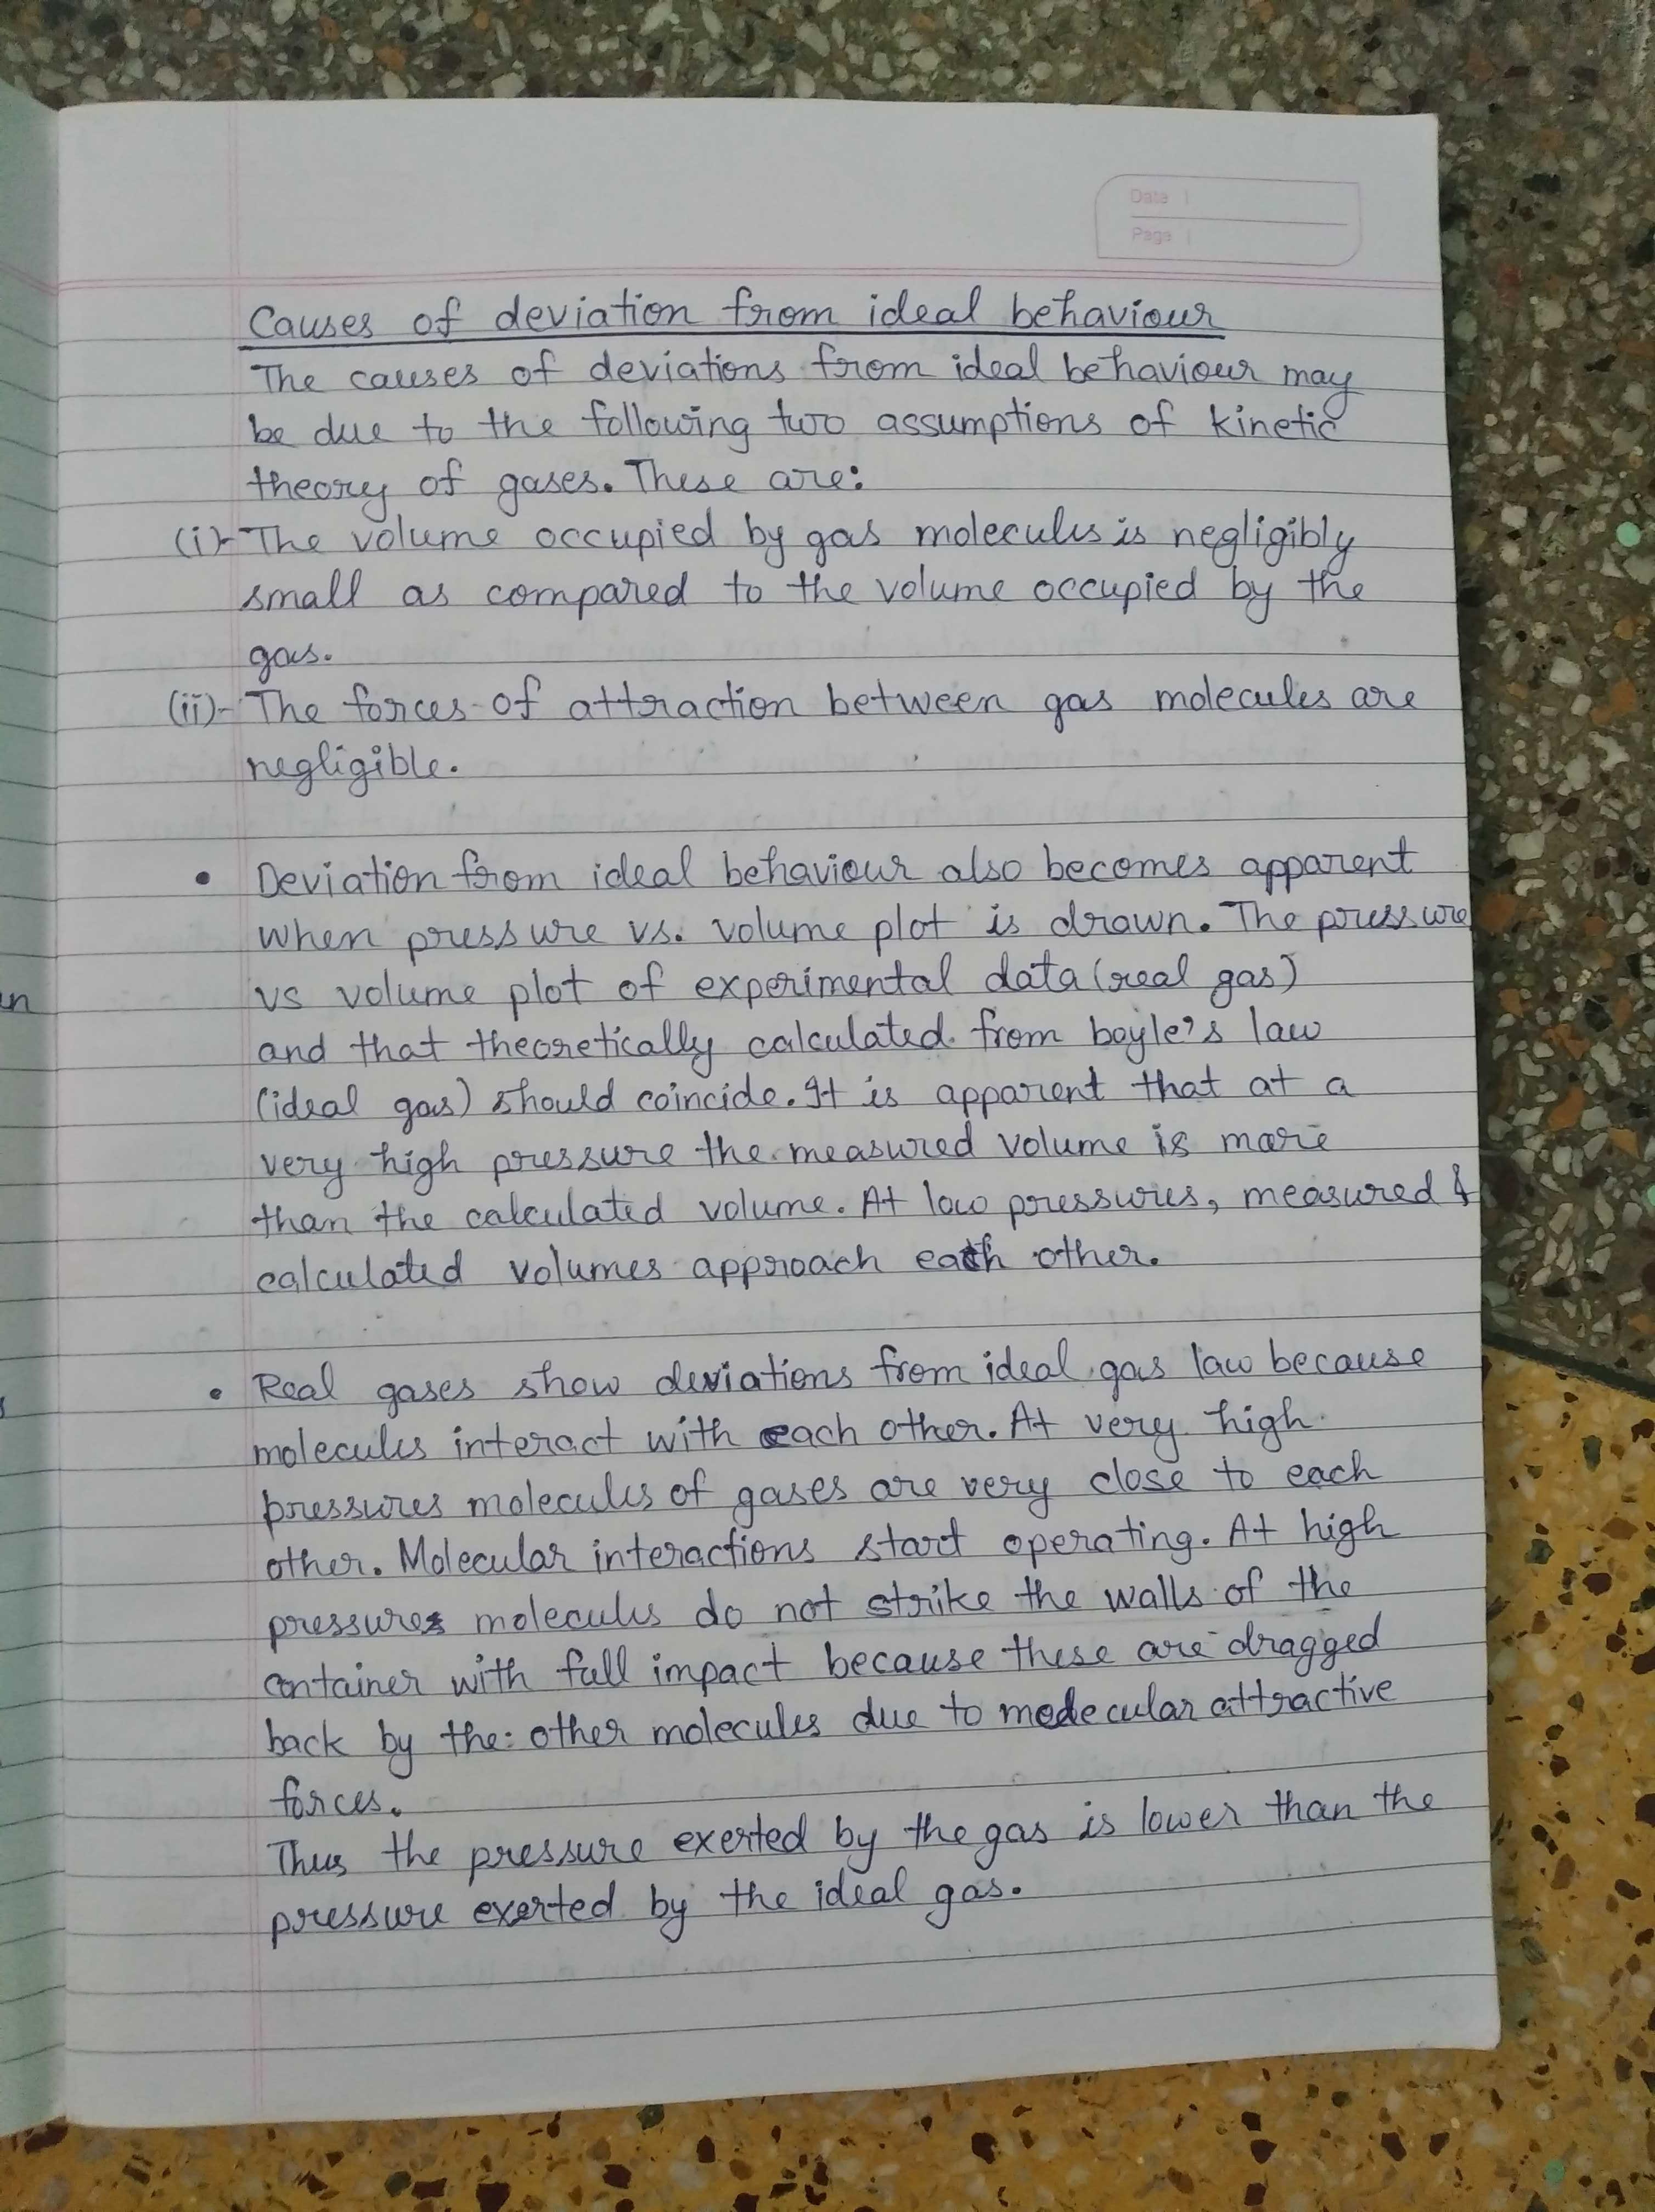 Date |
Page |
Causes of deviation from ideal behaviour
The causes of deviations from ideal behaviour may
be due to the following two assumptions of kinetic
theory of gases. These are:
(i)- The volume occupied by gas molecules is negligibly
small as compared to the volume occupied by the
gas.
(ii)- The forces of attraction between gas molecules are
negligible.
• Deviation from ideal behaviour also becomes apparent
when pressure vs. volume plot is drawn. The pressure
vs volume plot of experimental data (real gas)
and that theoretically calculated from boyle's law
(ideal gas) should coincide. It is apparent that at a
very high pressure the measured volume is more
than the calculated volume. At low pressures, measured &
calculated volumes approach each other.
• Real gases show deviations from ideal gas law because
molecules interact with each other. At very high
pressures molecules of gases are very close to each
other. Molecular interactions start operating. At high
pressures molecules do not strike the walls of the
container with full impact because these are dragged
back by the other molecules due to molecular attractive
forces.
Thus the pressure exerted by the gas is lower than the
pressure exerted by the ideal gas.